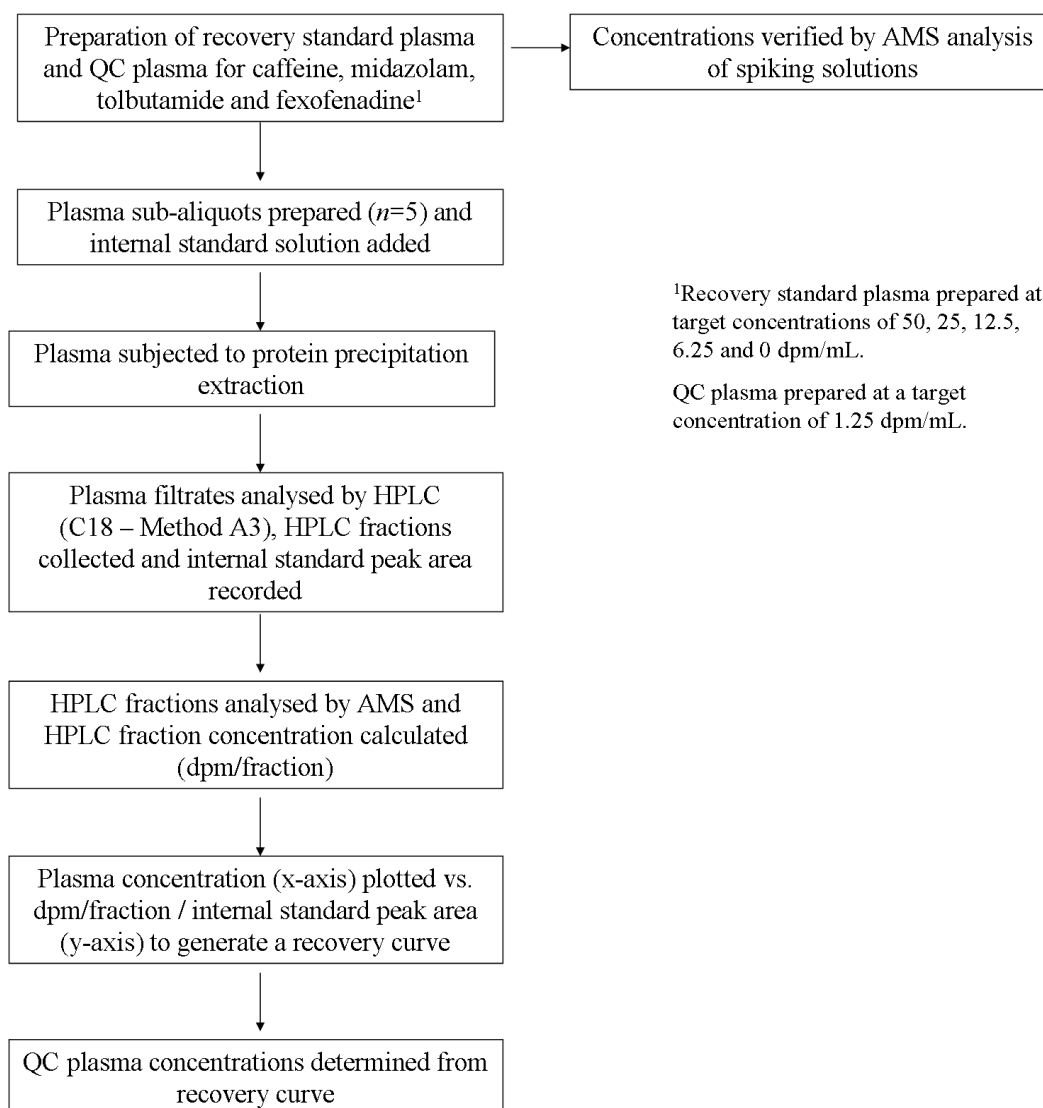 Preparation of recovery standard plasma
and QC plasma for caffeine, midazolam,
tolbutamide and fexofenadine¹
Concentrations verified by AMS analysis
of spiking solutions
Plasma sub-aliquots prepared (n=5) and
internal standard solution added
¹Recovery standard plasma prepared at
target concentrations of 50, 25, 12.5,
6.25 and 0 dpm/mL.
QC plasma prepared at a target
concentration of 1.25 dpm/mL.
Plasma subjected to protein precipitation
extraction
Plasma filtrates analysed by HPLC
(C18 – Method A3), HPLC fractions
collected and internal standard peak area
recorded
HPLC fractions analysed by AMS and
HPLC fraction concentration calculated
(dpm/fraction)
Plasma concentration (x-axis) plotted vs.
dpm/fraction / internal standard peak area
(y-axis) to generate a recovery curve
QC plasma concentrations determined from
recovery curve